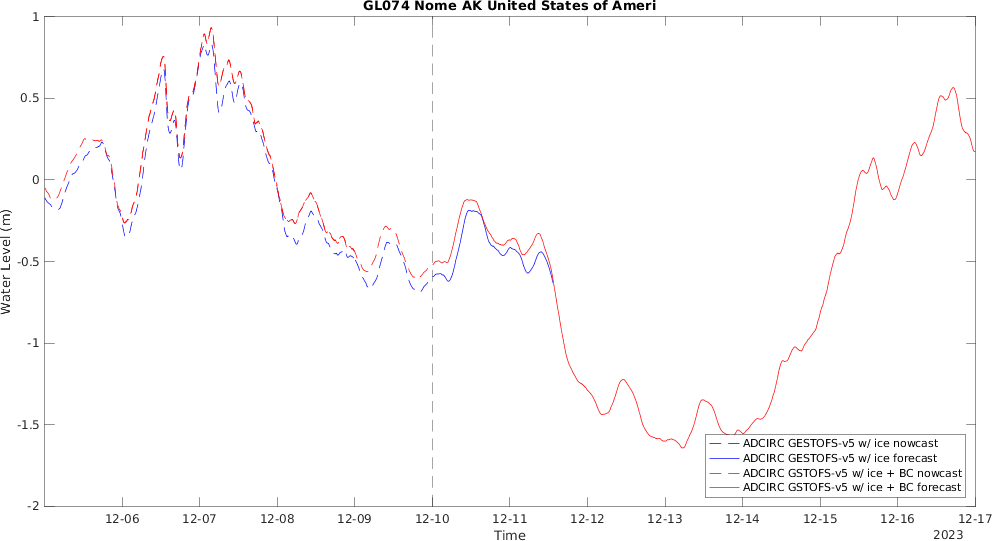 GL074 Nome AK United States of Ameri
Water Level (m)
1
0.5
0
-0.5
-1
-1.5
-2
12-06 12-07 12-08 12-09 12-10 12-11 12-12 12-13 12-14 12-15 12-16 12-17
Time
2023
ADCIRC GESTOFS-v5 w/ ice nowcast
ADCIRC GESTOFS-v5 w/ ice forecast
ADCIRC GSTOFS-v5 w/ ice + BC nowcast
ADCIRC GSTOFS-v5 w/ ice + BC forecast